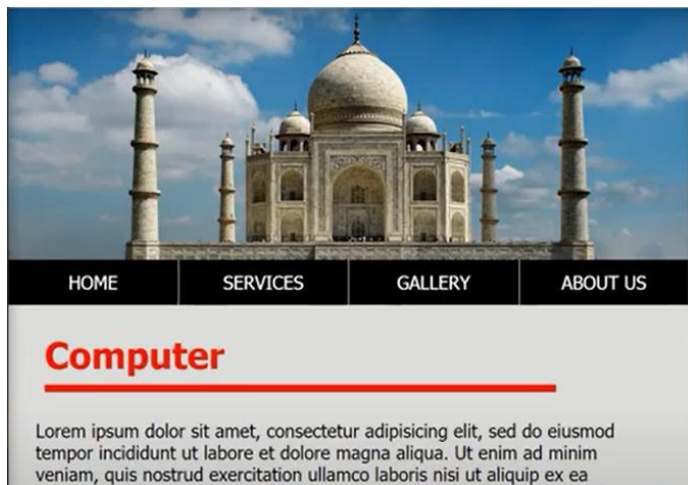 HOME
SERVICES
GALLERY
ABOUT US
Computer
Lorem ipsum dolor sit amet, consectetur adipisicing elit, sed do eiusmod
tempor incididunt ut labore et dolore magna aliqua. Ut enim ad minim
veniam, quis nostrud exercitation ullamco laboris nisi ut aliquip ex ea